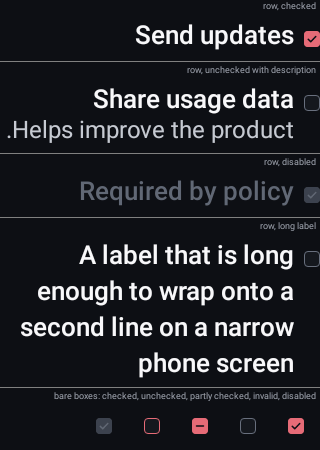 row, checked
Send updates
row, unchecked with description
Share usage data
.Helps improve the product
row, disabled
Required by policy
row, long label
A label that is long
enough to wrap onto a
second line on a narrow
phone screen
bare boxes: checked, unchecked, partly checked, invalid, disabled